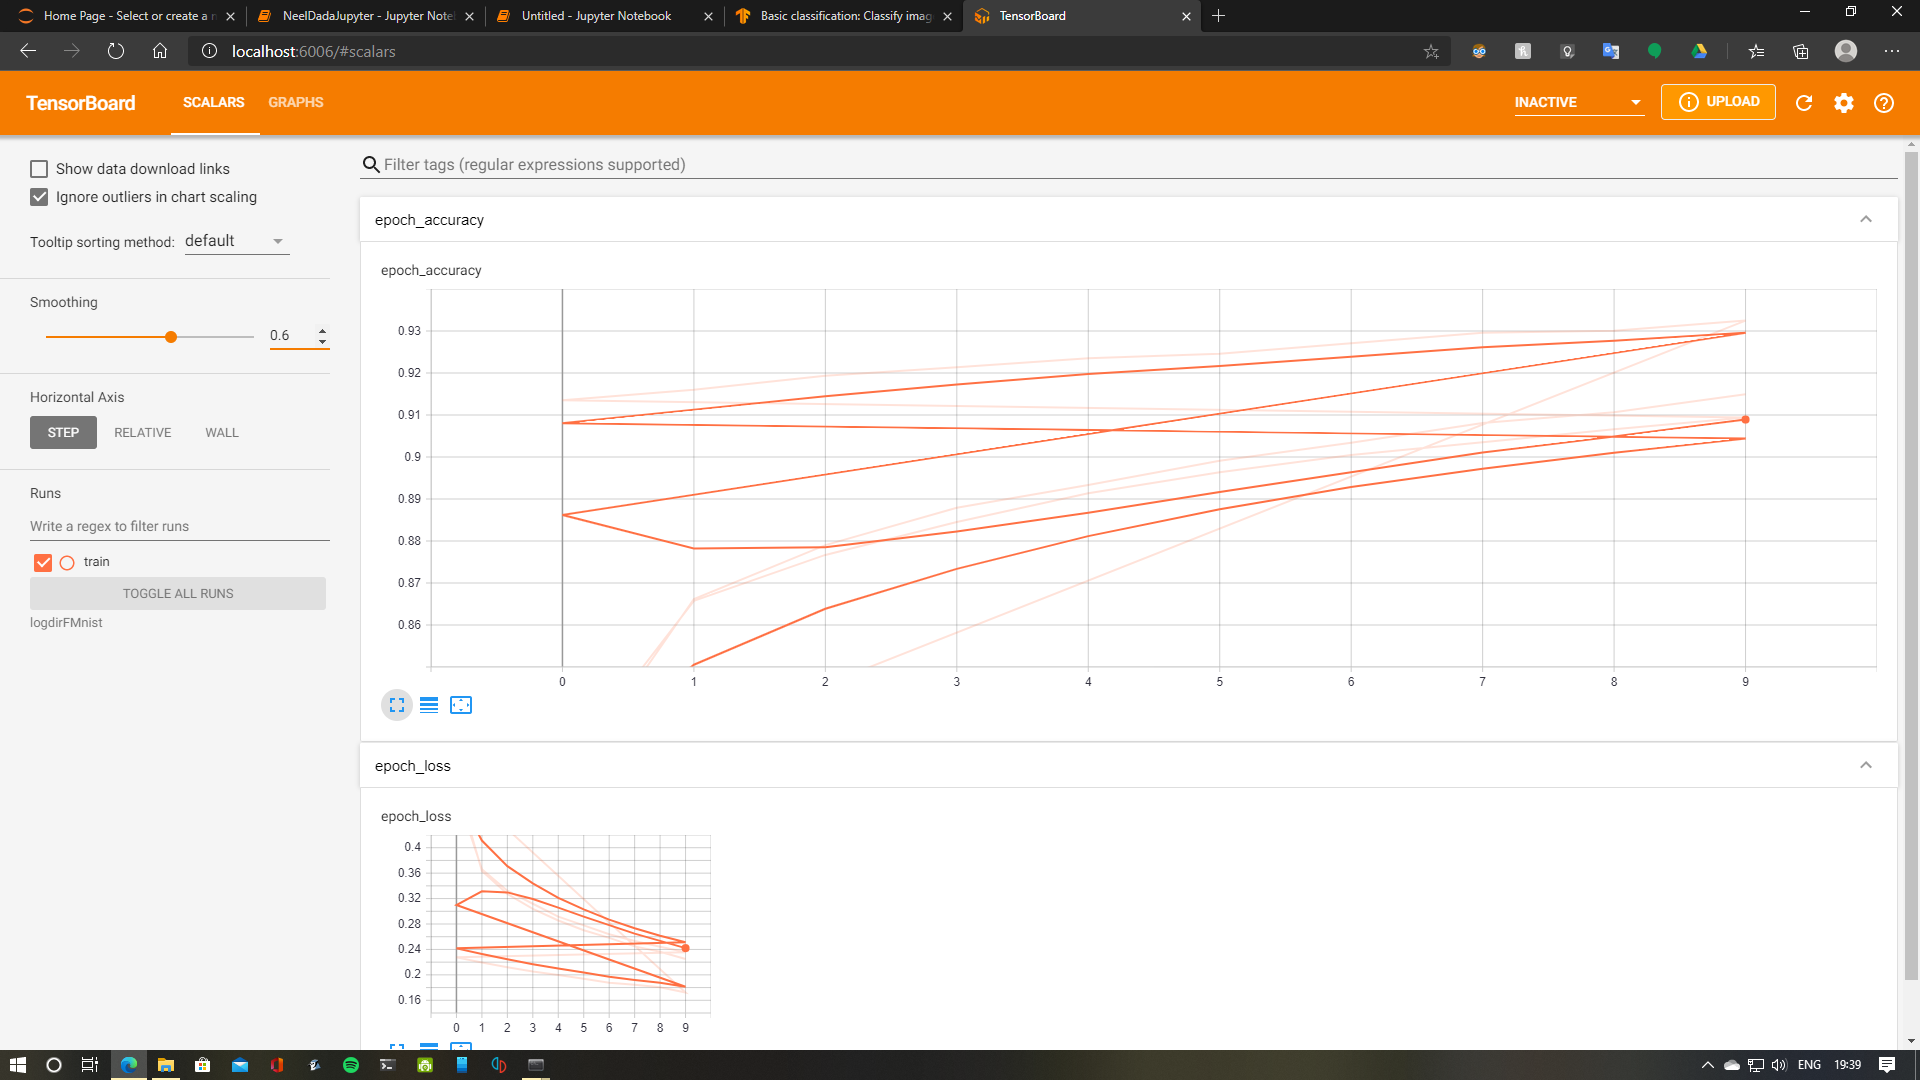 Home Page - Select or create a n
NeelDadaJupyter - Jupyter Note
Untitled - Jupyter Notebook
Basic classification: Classify imag
TensorBoard
localhost:6006/#scalars
TensorBoard
SCALARS
GRAPHS
INACTIVE
UPLOAD
Show data download links
Ignore outliers in chart scaling
Tooltip sorting method: default
Smoothing
0.6
Horizontal Axis
STEP RELATIVE WALL
Runs
Write a regex to filter runs
train
TOGGLE ALL RUNS
logdirFMnist
Filter tags (regular expressions supported)
epoch_accuracy
epoch_accuracy
0.93
0.92
0.91
0.9
0.89
0.88
0.87
0.86
0 1 2 3 4 5 6 7 8 9
epoch_loss
epoch_loss
0.4
0.36
0.32
0.28
0.24
0.2
0.16
0 1 2 3 4 5 6 7 8 9
ENG 19:39